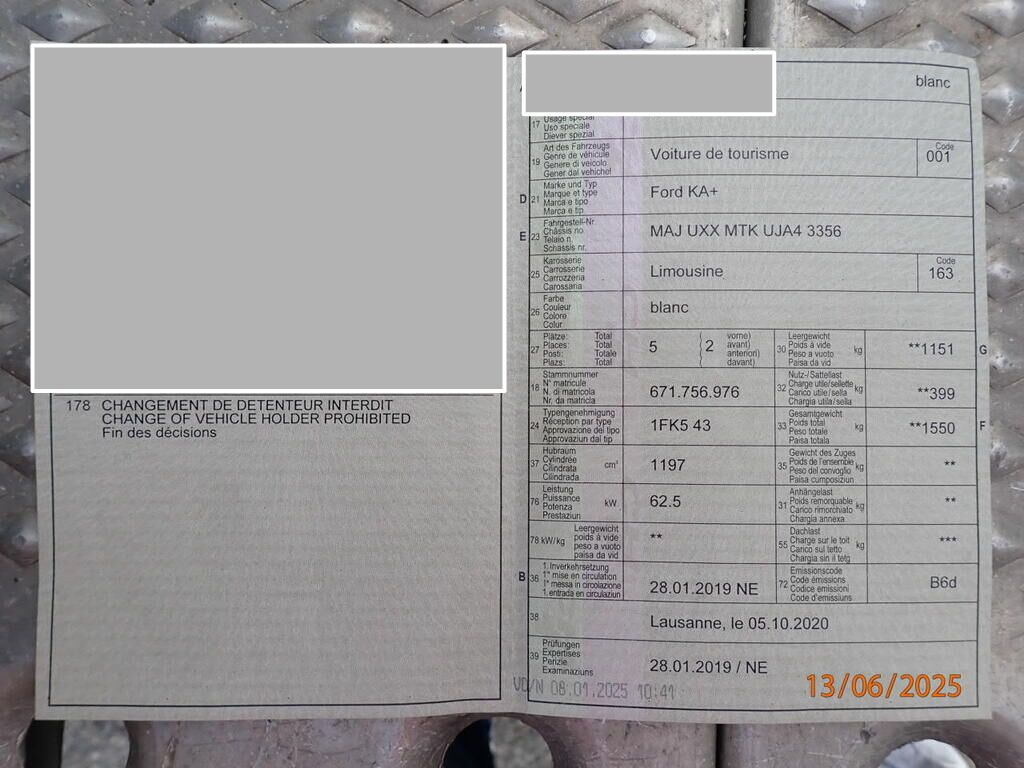 178 CHANGEMENT DE DETENTEUR INTERDIT
CHANGE OF VEHICLE HOLDER PROHIBITED
Fin des décisions
blanc
17 Usage spécial
Uso speciale
Diever spezial
19 Art des Fahrzeugs
Genre de véhicule
Genere di veicolo
Gener dal vehichel
Voiture de tourisme
Code
001
D 21 Marke und Typ
Marque et type
Marca e tipo
Marca e tip
Ford KA+
E 23 Fahrgestell-Nr
Châssis no
Telaio n.
Schassis nr.
MAJ UXX MTK UJA4 3356
25 Karosserie
Carrosserie
Carrozzeria
Carossaria
Limousine
Code
163
26 Farbe
Couleur
Colore
Colur
blanc
27 Plätze: Total
Places: Total
Posti: Totale
Plazs: Total
5
( 2 vorne)
avant)
anteriori)
davant)
30 Leergewicht
Poids à vide
Peso a vuoto
Paisa da vid
kg
**1151
G
18 Stammnummer
N° matricule
N. di matricola
Nr. da matricla
671.756.976
32 Nutz-/Sattellast
Charge utile/sellette
Carico utile/sella
Chargia utila/sella
kg
**399
24 Typengenehmigung
Réception par type
Approvazione del tipo
Approvaziun dal tip
1FK5 43
33 Gesamtgewicht
Poids total
Peso totale
Paisa totala
kg
**1550
F
37 Hubraum
Cylindrée
Cilindrata
Cilindrada
cm³
1197
35 Gewicht des Zuges
Poids de l'ensemble
Peso del convoglio
Paisa cumposiziun
kg
**
76 Leistung
Puissance
Potenza
Prestaziun
kW
62.5
31 Anhängelast
Poids remorquable
Carico rimorchiato
Chargia annexa
kg
**
78 kW/kg
Leergewicht
poids à vide
peso a vuoto
paisa da vid
**
55 Dachlast
Charge sur le toit
Carico sul tetto
Chargia sin il tetg
kg
***
B 36 1. Inverkehrsetzung
1re mise en circulation
1a messa in circolazione
1. entrada en circulaziun
28.01.2019 NE
72 Emissionscode
Code émissions
Codice emissioni
Code d'emissiuns
B6d
38
Lausanne, le 05.10.2020
39 Prüfungen
Expertises
Perizie
Examinaziuns
28.01.2019 / NE
VD/N 08.01.2025 10:41
13/06/2025